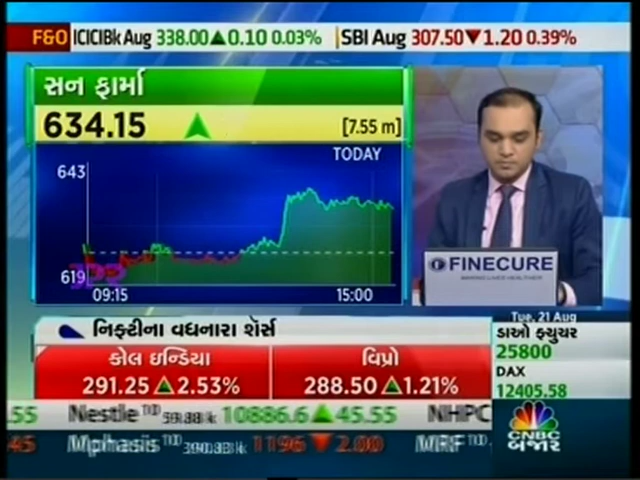 F&O ICICIBk Aug 338.00 ▲ 0.10 0.03% SBI Aug 307.50 ▼ 1.20 0.39%
સન ફાર્મા
634.15 ▲ [7.55 m]
TODAY
643
619
09:15 15:00
FINECURE
Tue, 21 Aug
નિફ્ટીના વધનારા શૅર્સ
કોલ ઇન્ડિયા
291.25 ▲ 2.53%
વિપ્રો
288.50 ▲ 1.21%
ડાઓ ફ્યુચર
25800
DAX
12405.58
.55 Nestle 10886.6 ▲ 45.55 NHPC
45 Mphasis 1196 ▼ 2.00 MRF
CNBC
બજાર